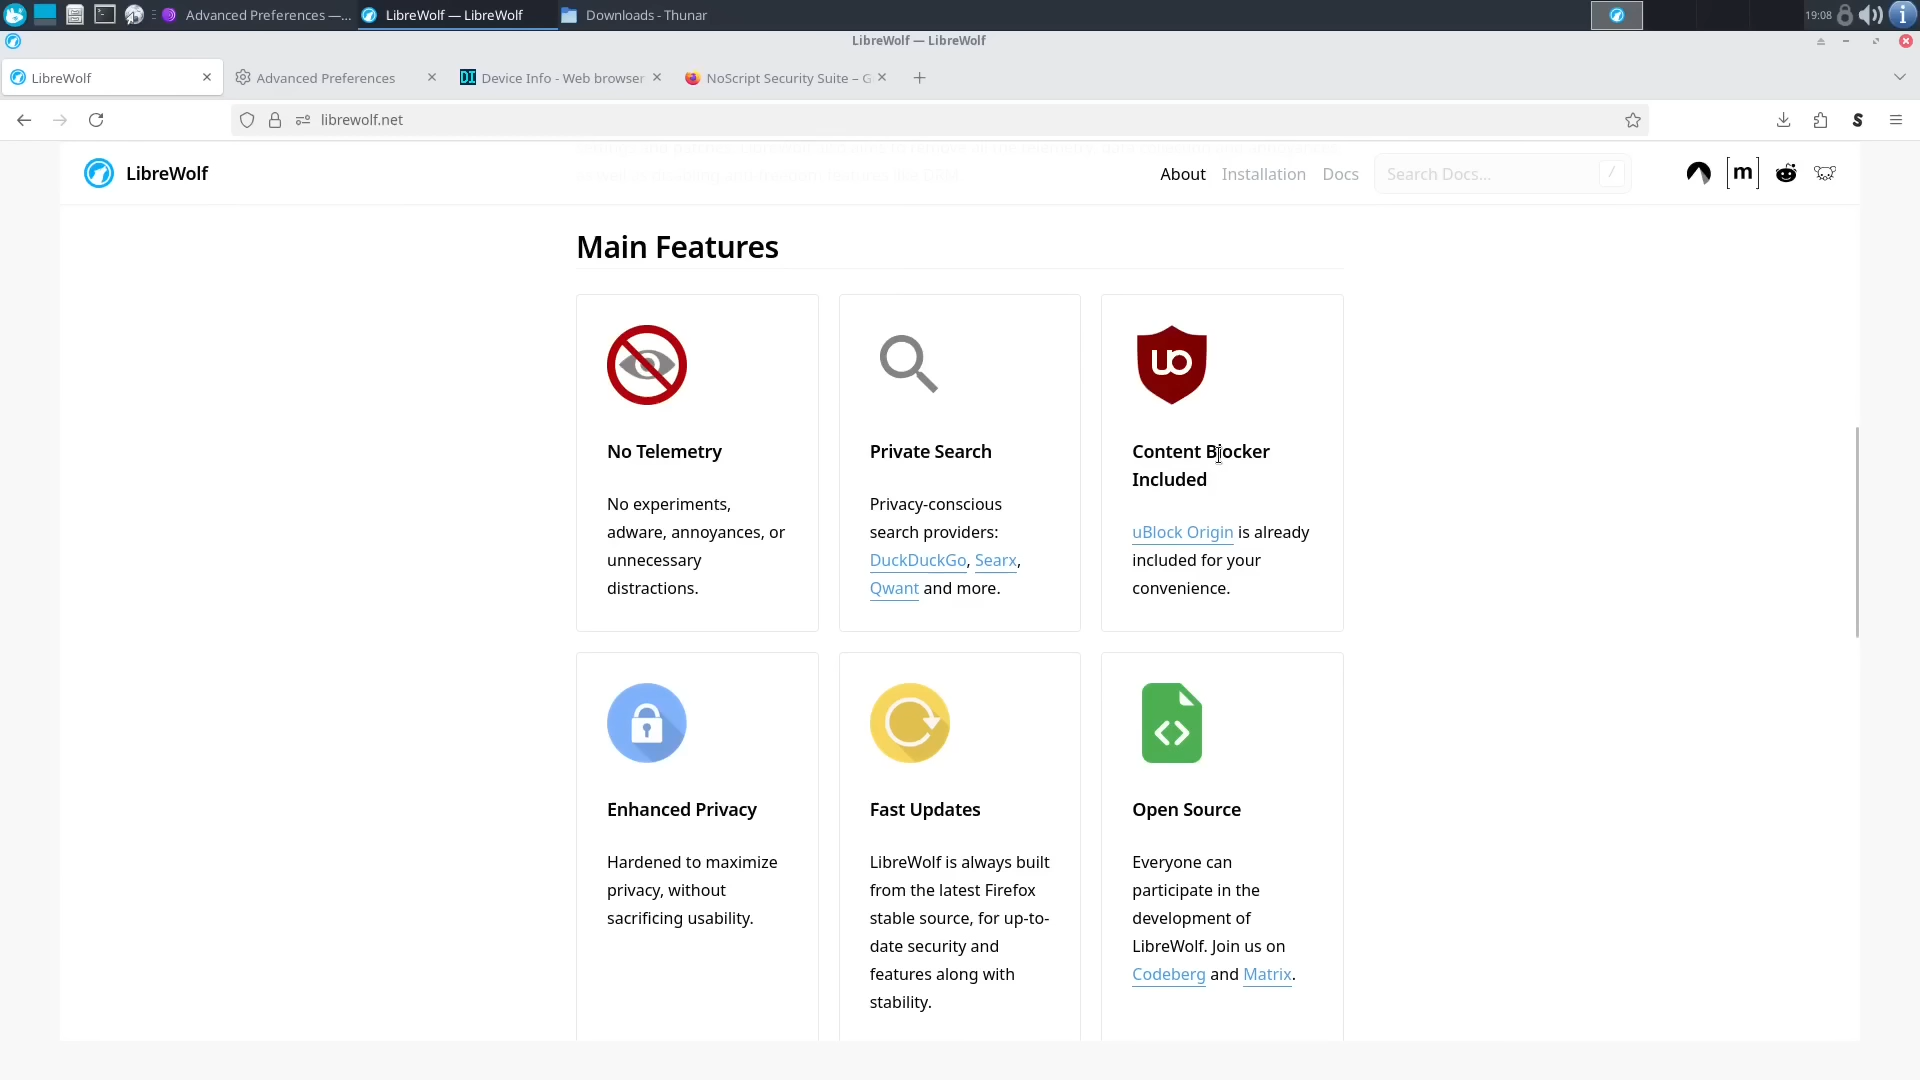 Advanced Preferences —...
LibreWolf — LibreWolf
Downloads - Thunar
19:08
LibreWolf — LibreWolf
LibreWolf
Advanced Preferences
Device Info - Web browser
NoScript Security Suite – G
librewolf.net
LibreWolf
About
Installation
Docs
Search Docs...
/
[m]
Main Features
No Telemetry
No experiments,
adware, annoyances, or
unnecessary
distractions.
Private Search
Privacy-conscious
search providers:
DuckDuckGo, Searx,
Qwant and more.
uo
Content Blocker
Included
uBlock Origin is already
included for your
convenience.
Enhanced Privacy
Hardened to maximize
privacy, without
sacrificing usability.
Fast Updates
LibreWolf is always built
from the latest Firefox
stable source, for up-to-
date security and
features along with
stability.
Open Source
Everyone can
participate in the
development of
LibreWolf. Join us on
Codeberg and Matrix.